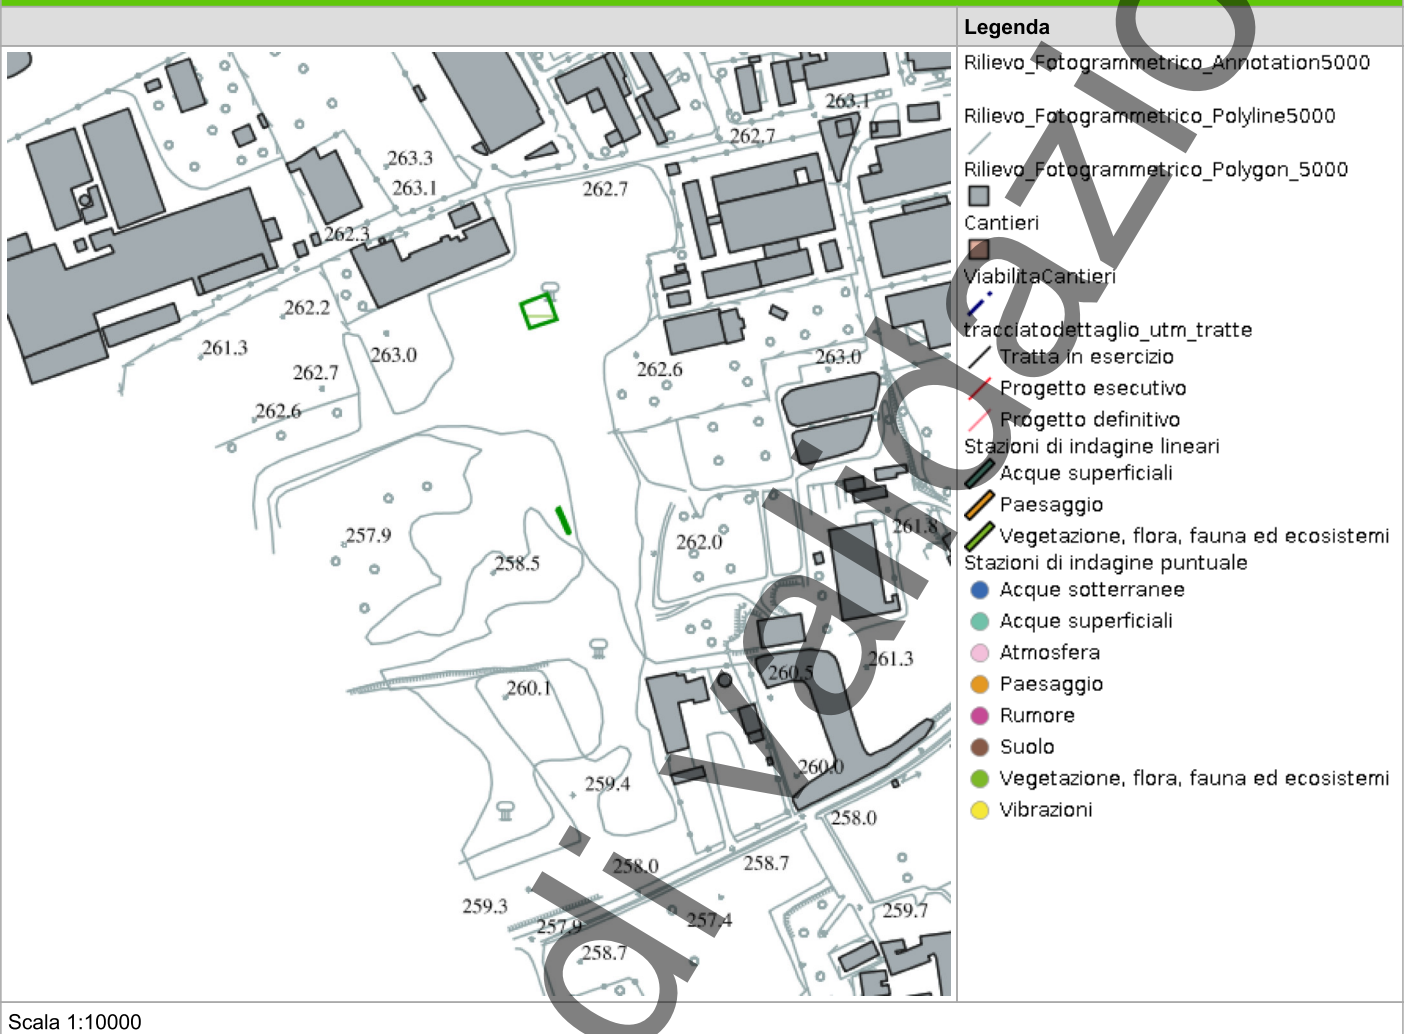 Legenda
Rilievo_Fotogrammetrico_Annotation5000
Rilievo_Fotogrammetrico_Polyline5000
Rilievo_Fotogrammetrico_Polygon_5000
Cantieri
ViabilitaCantieri
tracciatodettaglio_utm_tratte
Tratta in esercizio
Progetto esecutivo
Progetto definitivo
Stazioni di indagine lineari
Acque superficiali
Paesaggio
Vegetazione, flora, fauna ed ecosistemi
Stazioni di indagine puntuale
Acque sotterranee
Acque superficiali
Atmosfera
Paesaggio
Rumore
Suolo
Vegetazione, flora, fauna ed ecosistemi
Vibrazioni
263.1
262.7
263.3
263.1
262.7
262.3
262.2
261.3
263.0
262.7
262.6
262.6
263.0
257.9
258.5
262.0
261.8
261.3
260.5
260.1
260.0
259.4
258.0
258.7
258.0
259.3
257.9
257.4
259.7
258.7
di validazio
Scala 1:10000